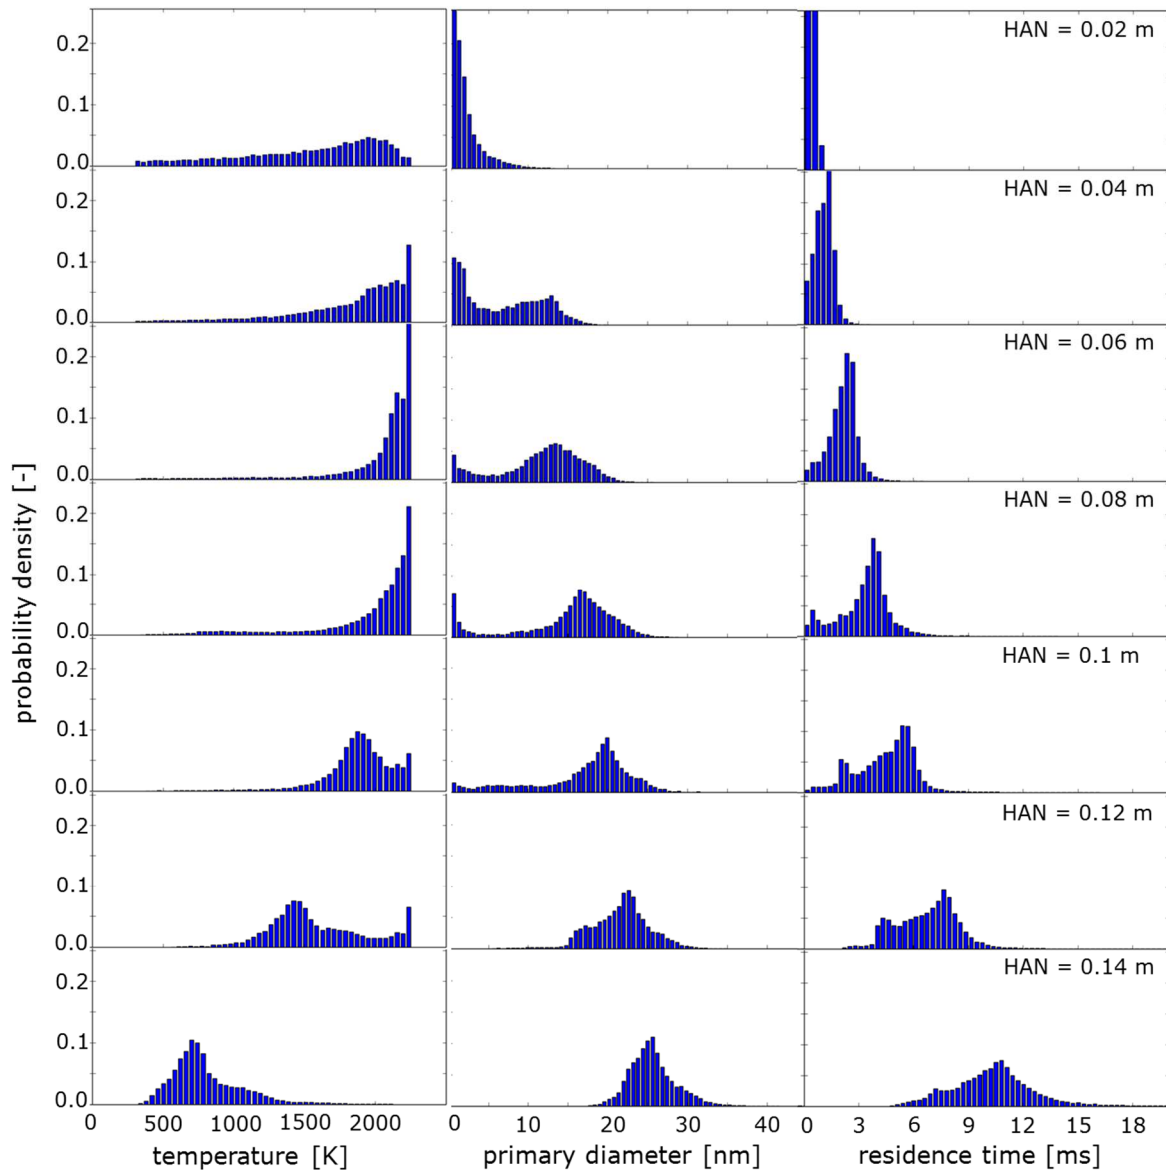 0.2
0.1
0.0
HAN = 0.02 m
0.2
0.1
0.0
HAN = 0.04 m
0.2
0.1
0.0
HAN = 0.06 m
0.2
0.1
0.0
HAN = 0.08 m
0.2
0.1
0.0
HAN = 0.1 m
0.2
0.1
0.0
HAN = 0.12 m
0.2
0.1
0.0
HAN = 0.14 m
probability density [-]
0 500 1000 1500 2000 0 10 20 30 40 0 3 6 9 12 15 18
temperature [K] primary diameter [nm] residence time [ms]